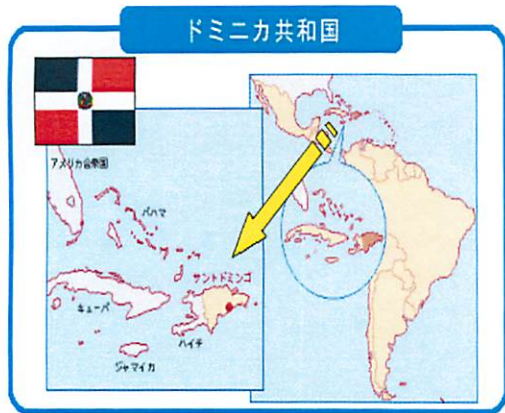 ドミニカ共和国
アメリカ合衆国
バハマ
サントドミンゴ
キューバ
ハイチ
ジャマイカ